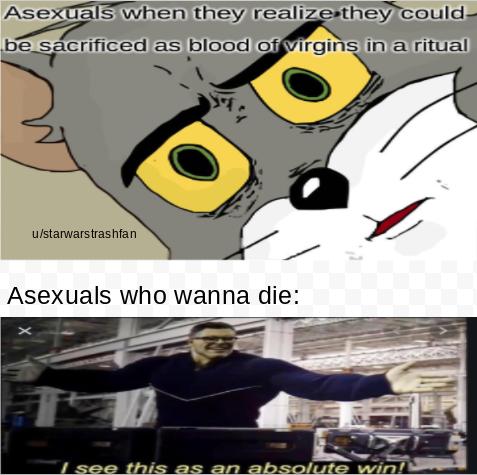 Asexuals when they realize they could
be sacrificed as blood of virgins in a ritual
u/starwarstrashfan
Asexuals who wanna die:
I see this as an absolute win!